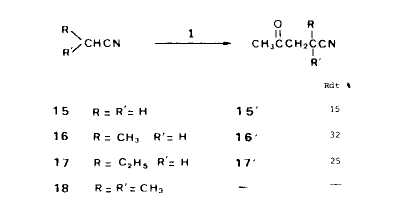 R
R′ CHCN
1
O R
CH₃CCH₂CCN
R′
Rdt %
15 R = R′= H 15′ 15
16 R = CH₃ R′= H 16′ 32
17 R = C₂H₅ R′= H 17′ 25
18 R = R′= CH₃ — —